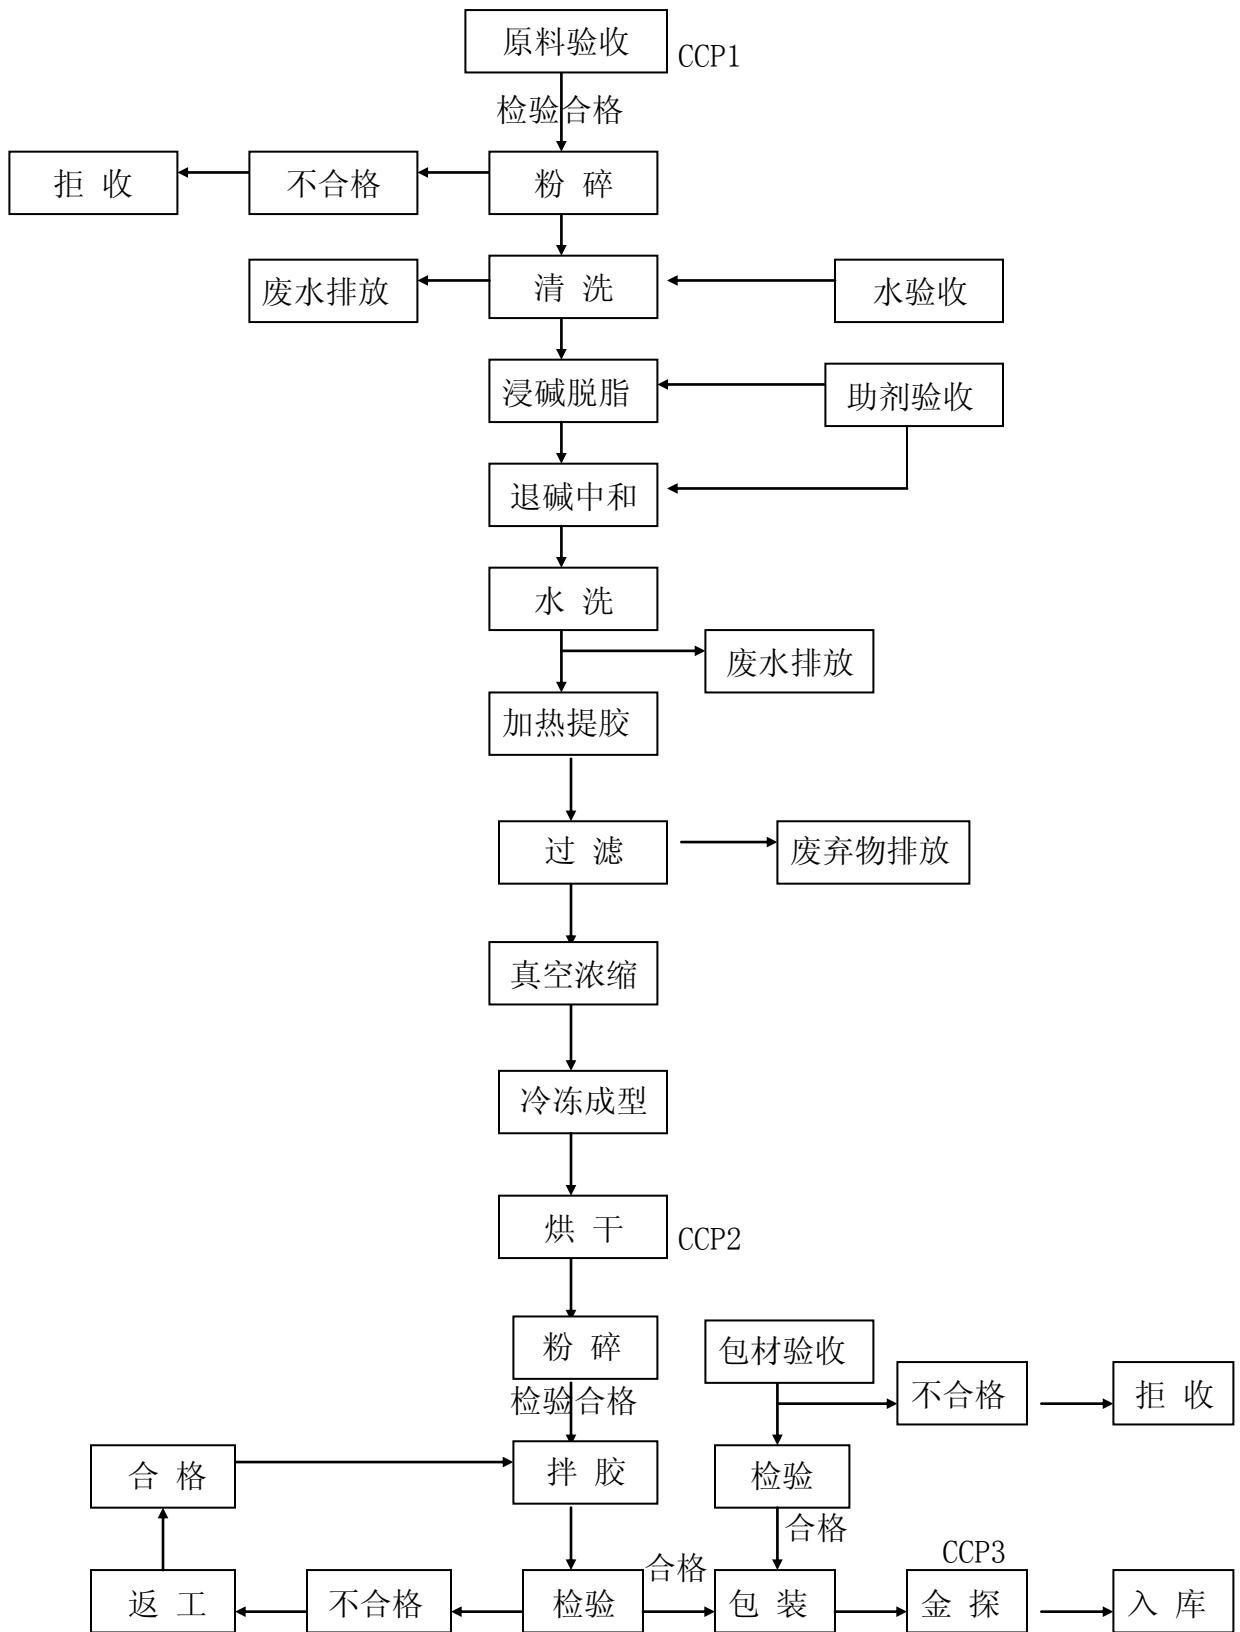 原料验收
CCP1
检验合格
拒 收
不合格
粉 碎
废水排放
清 洗
水验收
浸碱脱脂
助剂验收
退碱中和
水 洗
废水排放
加热提胶
过 滤
废弃物排放
真空浓缩
冷冻成型
烘 干
CCP2
粉 碎
包材验收
检验合格
不合格
拒 收
合 格
拌 胶
检验
合格
合格
CCP3
返 工
不合格
检验
包 装
金 探
入 库